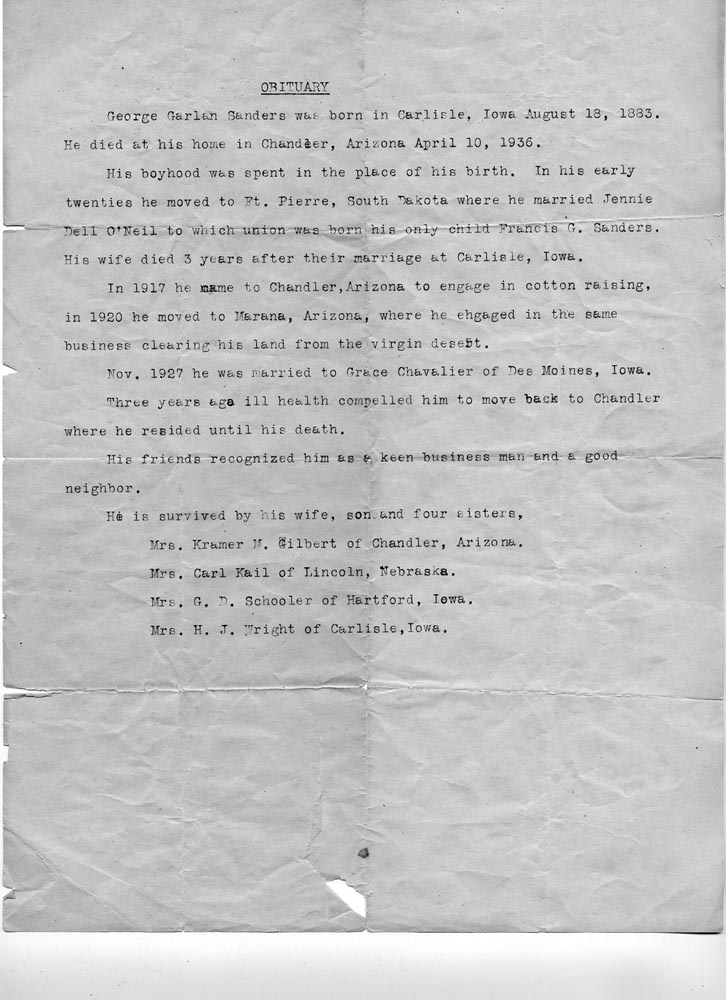 OBITUARY
George Garlan Sanders was born in Carlisle, Iowa August 18, 1883.
He died at his home in Chandler, Arizona April 10, 1936.
His boyhood was spent in the place of his birth. In his early
twenties he moved to Ft. Pierre, South Dakota where he married Jennie
Dell O'Neil to which union was born his only child Francis G. Sanders.
His wife died 3 years after their marriage at Carlisle, Iowa.
In 1917 he mame to Chandler,Arizona to engage in cotton raising,
in 1920 he moved to Marana, Arizona, where he ehgaged in the same
business clearing his land from the virgin desert.
Nov. 1927 he was married to Grace Chavalier of Des Moines, Iowa.
Three years ago ill health compelled him to move back to Chandler
where he resided until his death.
His friends recognized him as a keen business man and a good
neighbor.
He is survived by his wife, son and four sisters,
Mrs. Kramer M. Gilbert of Chandler, Arizona.
Mrs. Carl Kail of Lincoln, Nebraska.
Mrs. G. D. Schooler of Hartford, Iowa.
Mrs. H. J. Wright of Carlisle,Iowa.